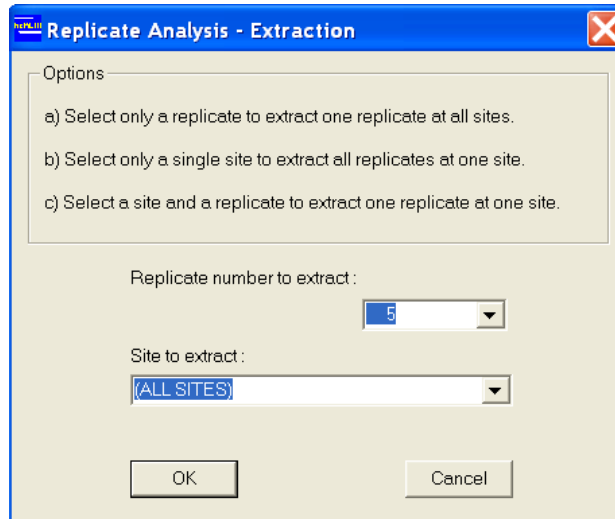 Replicate Analysis - Extraction
Options
a) Select only a replicate to extract one replicate at all sites.
b) Select only a single site to extract all replicates at one site.
c) Select a site and a replicate to extract one replicate at one site.
Replicate number to extract :
5
Site to extract :
(ALL SITES)
OK
Cancel